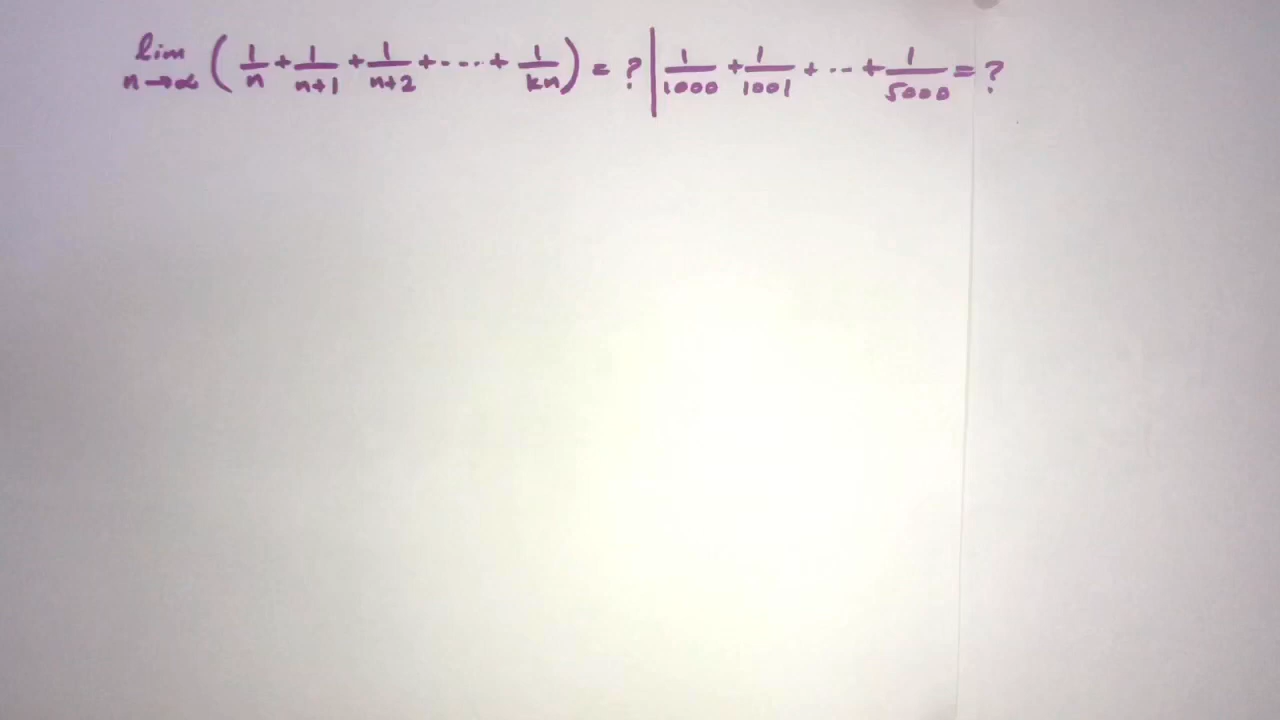 lim n→∞ ( 1/n + 1/n+1 + 1/n+2 + ---- + 1/kn ) = ? | 1/1000 + 1/1001 + --- + 1/5000 = ?